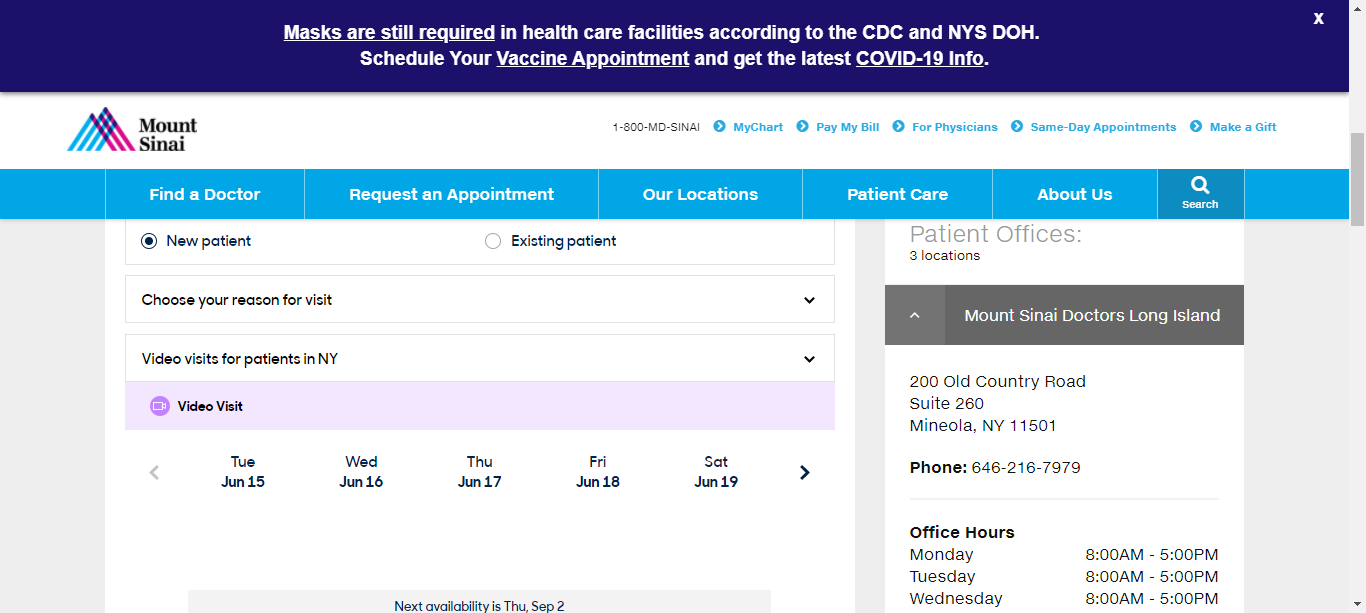 Masks are still required in health care facilities according to the CDC and NYS DOH.
Schedule Your Vaccine Appointment and get the latest COVID-19 Info.
X
Mount
Sinai
1-800-MD-SINAI MyChart Pay My Bill For Physicians Same-Day Appointments Make a Gift
Find a Doctor Request an Appointment Our Locations Patient Care About Us Search
New patient Existing patient
Choose your reason for visit
Video visits for patients in NY
Video Visit
Tue Wed Thu Fri Sat
Jun 15 Jun 16 Jun 17 Jun 18 Jun 19
Next availability is Thu, Sep 2
Patient Offices:
3 locations
Mount Sinai Doctors Long Island
200 Old Country Road
Suite 260
Mineola, NY 11501
Phone: 646-216-7979
Office Hours
Monday 8:00AM - 5:00PM
Tuesday 8:00AM - 5:00PM
Wednesday 8:00AM - 5:00PM